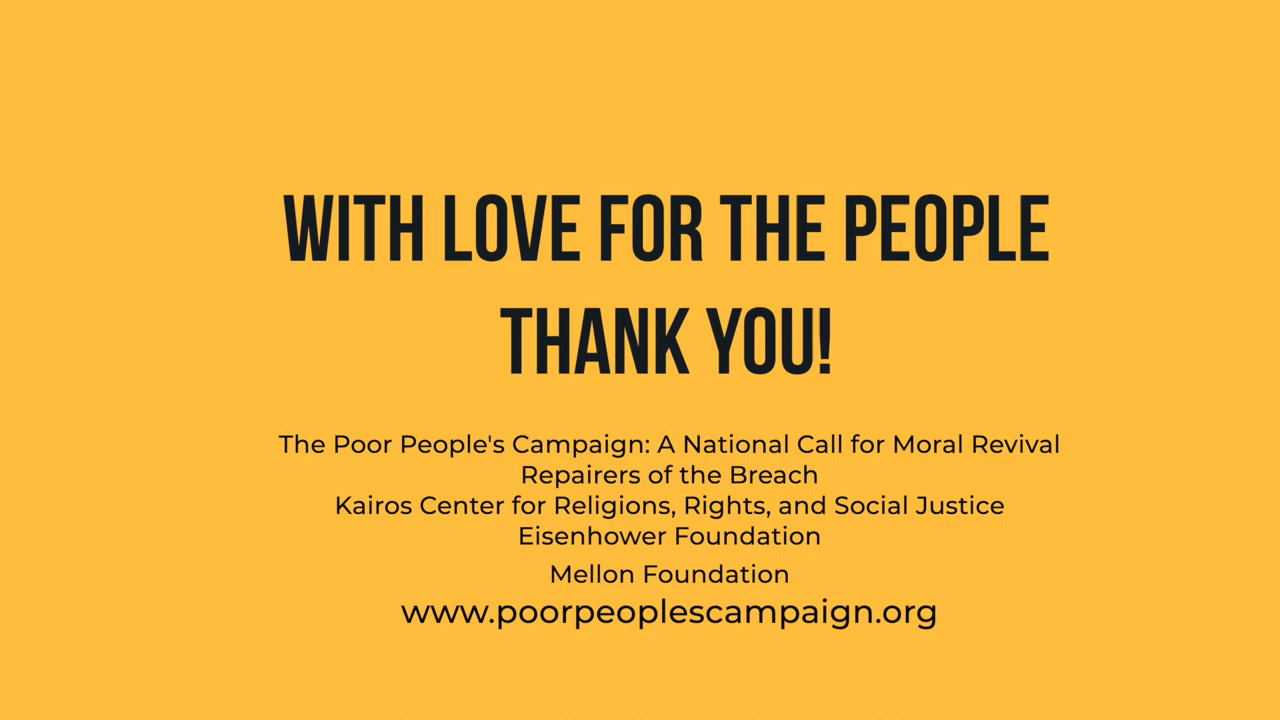 WITH LOVE FOR THE PEOPLE
THANK YOU!
The Poor People's Campaign: A National Call for Moral Revival
Repairers of the Breach
Kairos Center for Religions, Rights, and Social Justice
Eisenhower Foundation
Mellon Foundation
www.poorpeoplescampaign.org